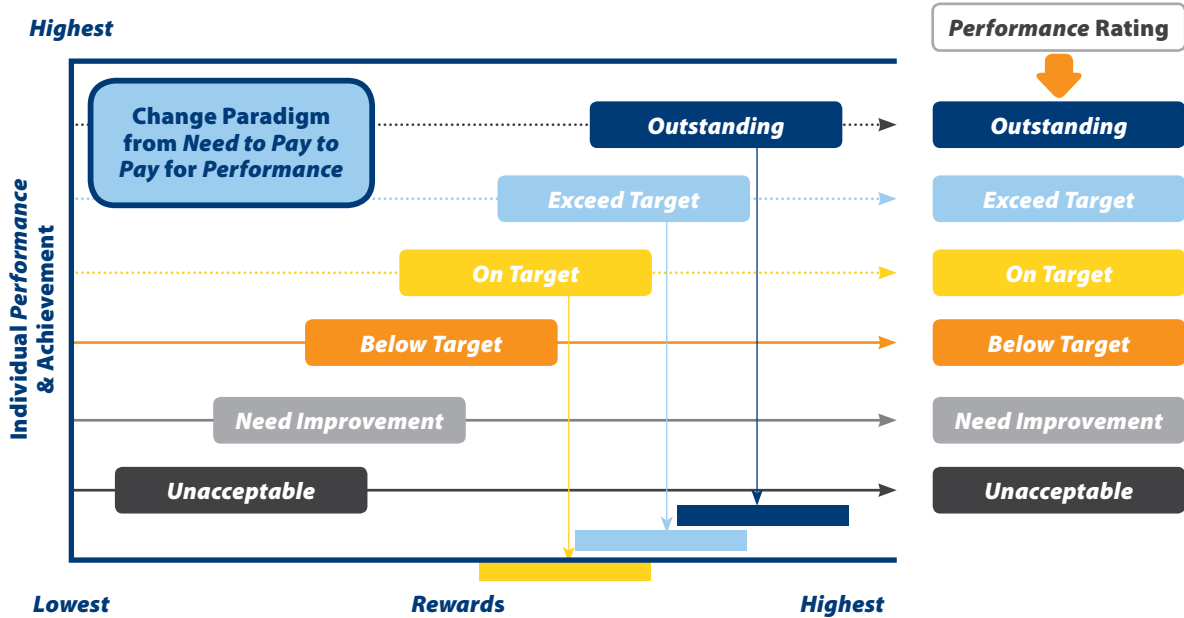 Highest
Performance Rating
Change Paradigm
from Need to Pay to
Pay for Performance
Outstanding
Outstanding
Exceed Target
Exceed Target
On Target
On Target
Below Target
Below Target
Need Improvement
Need Improvement
Unacceptable
Unacceptable
Individual Performance
& Achievement
Lowest
Rewards
Highest